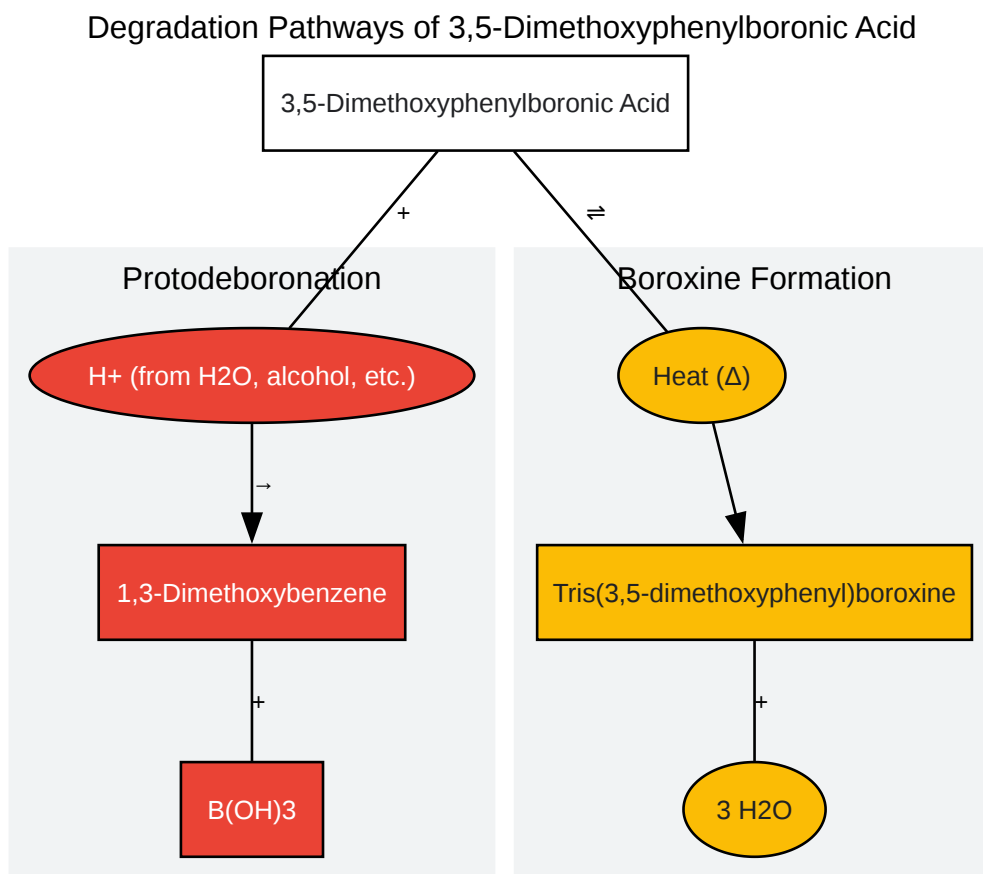 Degradation Pathways of 3,5-Dimethoxyphenylboronic Acid
3,5-Dimethoxyphenylboronic Acid
+
⇌
Protodeboronation
Boroxine Formation
H+ (from H2O, alcohol, etc.)
Heat (Δ)
→
1,3-Dimethoxybenzene
Tris(3,5-dimethoxyphenyl)boroxine
+
+
B(OH)3
3 H2O